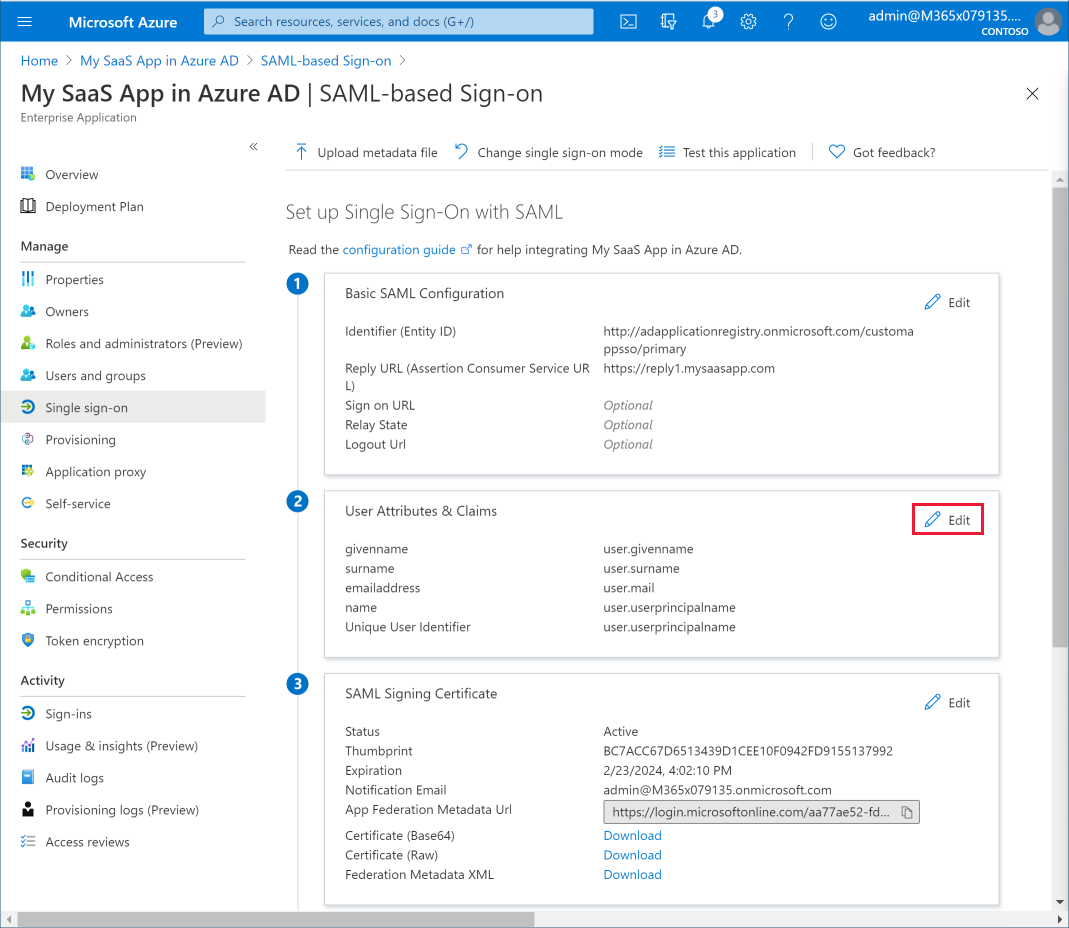 Microsoft Azure
Search resources, services, and docs (G+/)
3
admin@M365x079135....
CONTOSO
Home > My SaaS App in Azure AD > SAML-based Sign-on >
My SaaS App in Azure AD | SAML-based Sign-on
Enterprise Application
«
Overview
Deployment Plan
Manage
Properties
Owners
Roles and administrators (Preview)
Users and groups
Single sign-on
Provisioning
Application proxy
Self-service
Security
Conditional Access
Permissions
Token encryption
Activity
Sign-ins
Usage & insights (Preview)
Audit logs
Provisioning logs (Preview)
Access reviews
Upload metadata file
Change single sign-on mode
Test this application
Got feedback?
Set up Single Sign-On with SAML
Read the configuration guide for help integrating My SaaS App in Azure AD.
1
Basic SAML Configuration
Edit
Identifier (Entity ID)
http://adapplicationregistry.onmicrosoft.com/customa
ppsso/primary
Reply URL (Assertion Consumer Service UR
L)
https://reply1.mysaasapp.com
Sign on URL
Optional
Relay State
Optional
Logout Url
Optional
2
User Attributes & Claims
Edit
givenname
user.givenname
surname
user.surname
emailaddress
user.mail
name
user.userprincipalname
Unique User Identifier
user.userprincipalname
3
SAML Signing Certificate
Edit
Status
Active
Thumbprint
BC7ACC67D6513439D1CEE10F0942FD9155137992
Expiration
2/23/2024, 4:02:10 PM
Notification Email
admin@M365x079135.onmicrosoft.com
App Federation Metadata Url
https://login.microsoftonline.com/aa77ae52-fd...
Certificate (Base64)
Download
Certificate (Raw)
Download
Federation Metadata XML
Download